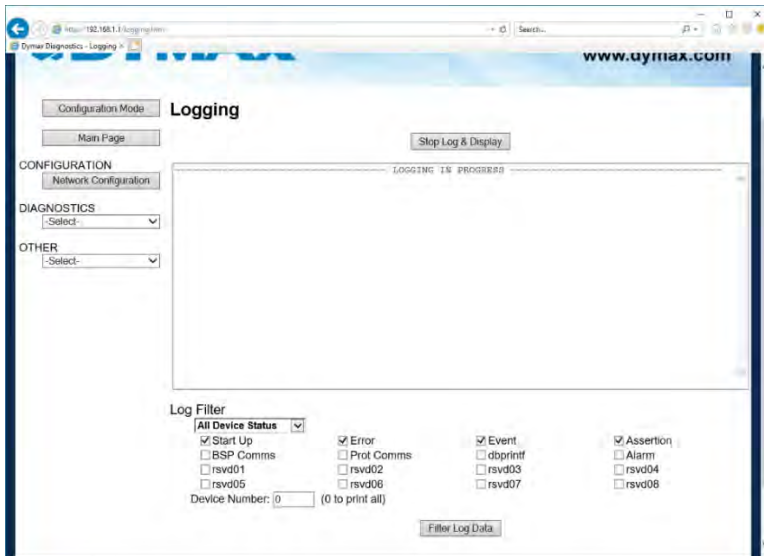 Search...
Dymax Diagnostics - Logging
www.dymax.com
Configuration Mode
Logging
Main Page
Stop Log & Display
CONFIGURATION
Network Configuration
LOGGING IN PROGRESS
DIAGNOSTICS
-Select-
OTHER
-Select-
Log Filter
All Device Status
Start Up Error Event Assertion
BSP Comms Prot Comms dbprintf Alarm
rsvd01 rsvd02 rsvd03 rsvd04
rsvd05 rsvd06 rsvd07 rsvd08
Device Number: 0 (0 to print all)
Filter Log Data